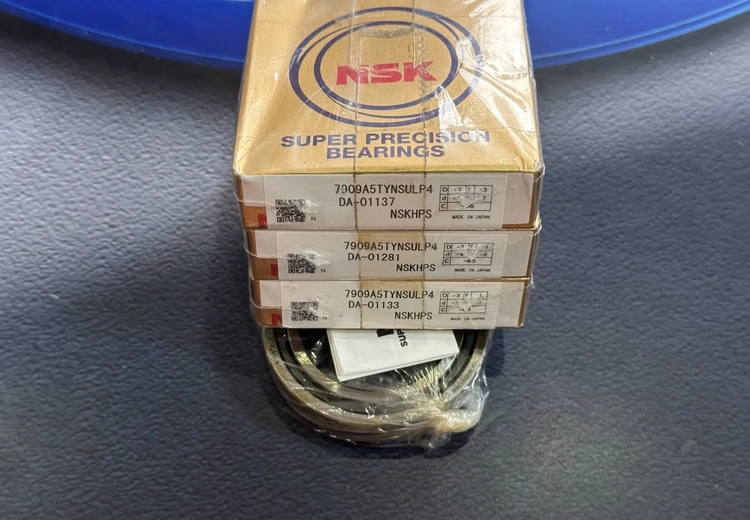 NSK
SUPER PRECISION
BEARINGS
7909A5TYNSULP4
DA-01137
NSKHPS
MADE IN JAPAN
N
7909A5TYNSULP4
DA-01281
NSKHPS
MADE IN JAPAN
N
7909A5TYNSULP4
DA-01133
NSKHPS
MADE IN JAPAN
N